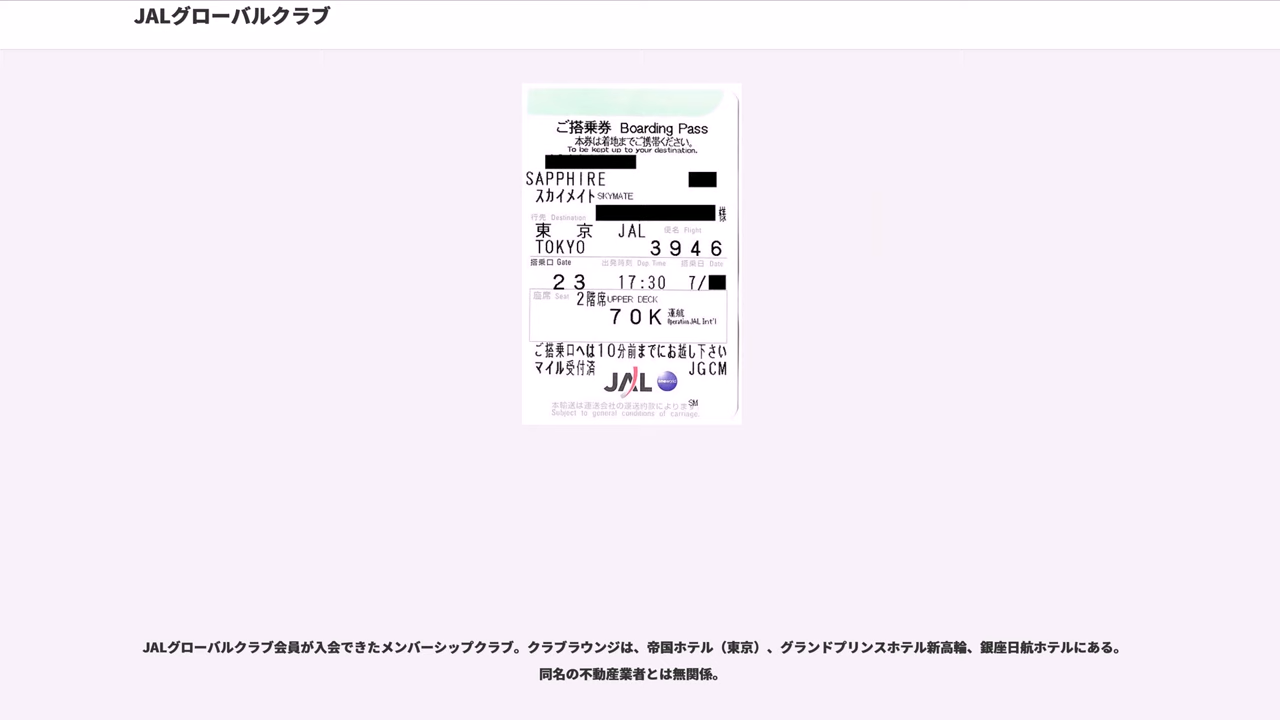 JALグローバルクラブ
ご搭乗券 Boarding Pass
本券は着地までご携帯ください。
To be kept up to your destination.
SAPPHIRE
スカイメイト SKYMATE
行先 Destination 様
東 京 JAL 便名 Flight
TOKYO 3946
搭乗口 Gate 出発時刻 Dep. Time 搭乗日 Date
23 17:30 7/
座席 Seat 2階席 UPPER DECK
70K 運航
Operation JAL Int'l
ご搭乗口へは10分前までにお越し下さい
マイル受付済 JGCM
JAL
SM
本輸送は運送会社の運送約款によります。
Subject to general conditions of carriage.
JALグローバルクラブ会員が入会できたメンバーシップクラブ。クラブラウンジは、帝国ホテル（東京）、グランドプリンスホテル新高輪、銀座日航ホテルにある。
同名の不動産業者とは無関係。